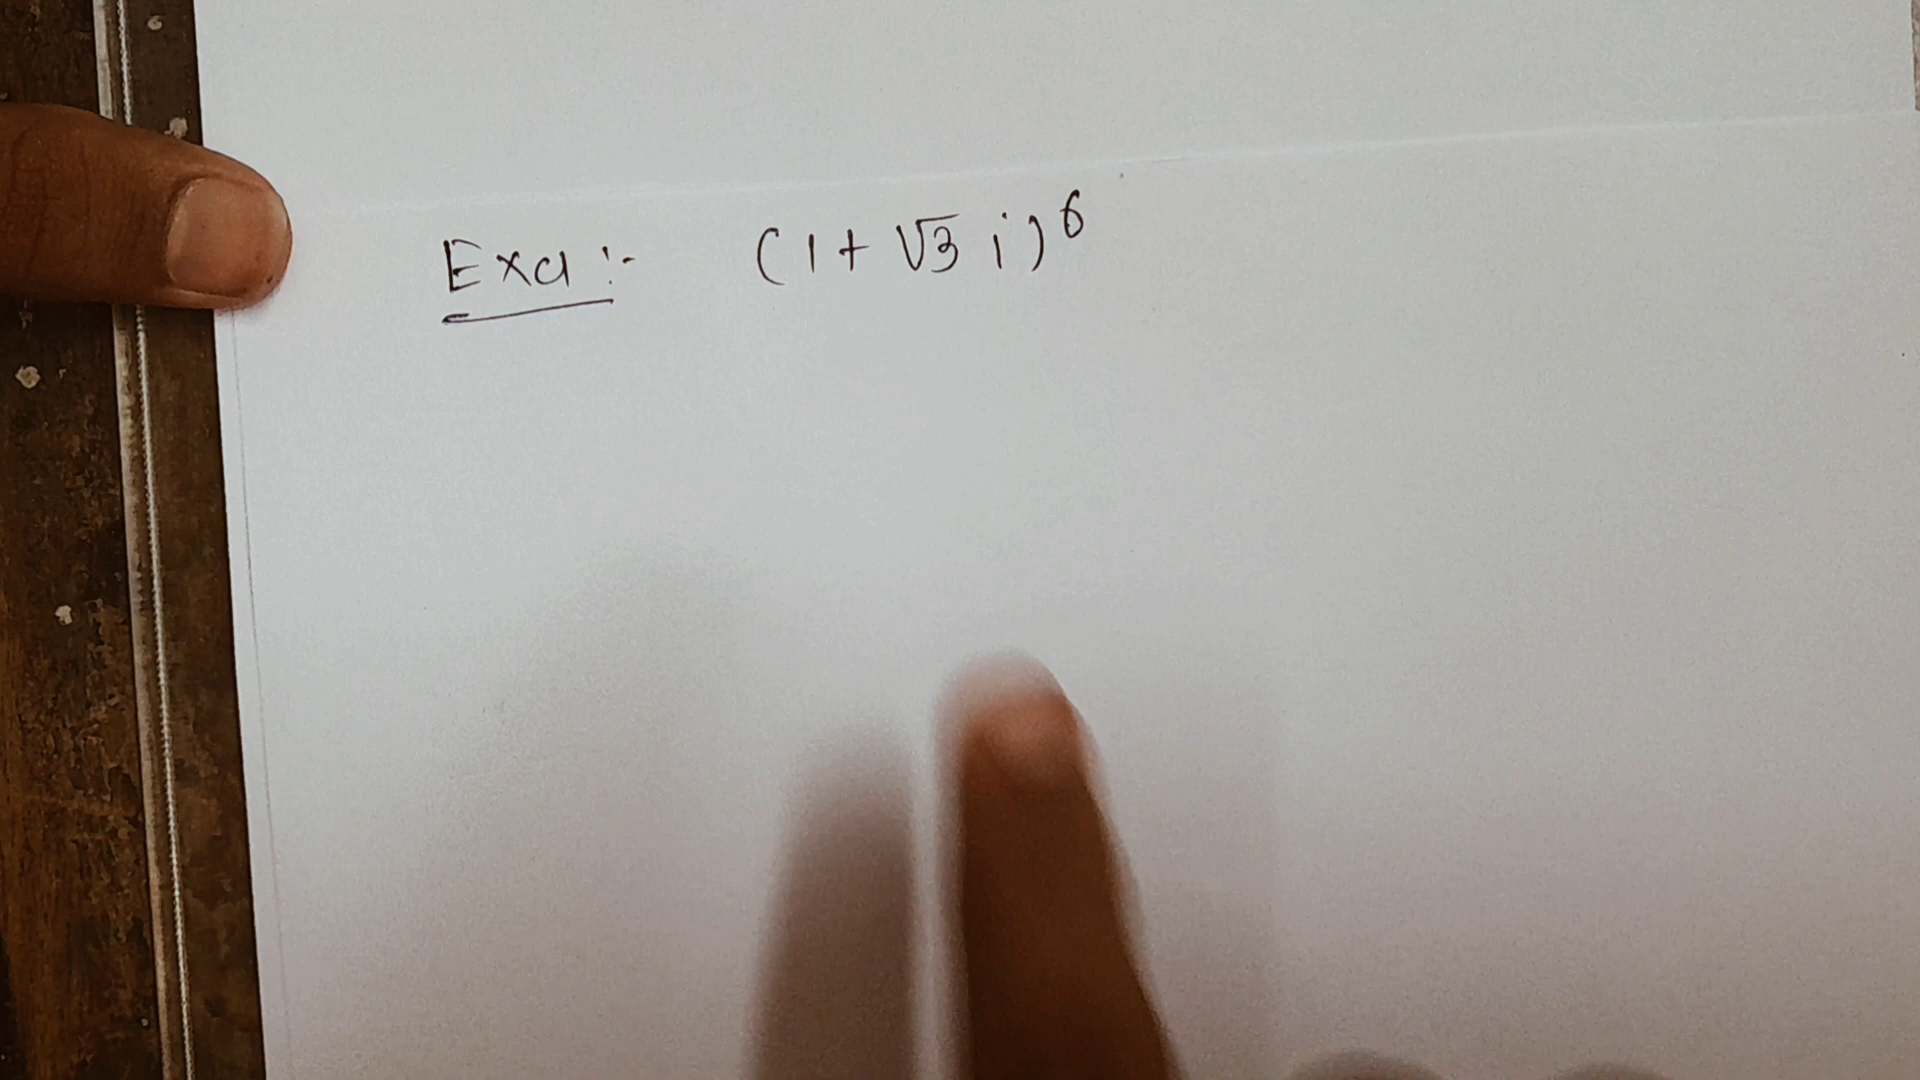 Exa :- (1 + √3 i)⁶